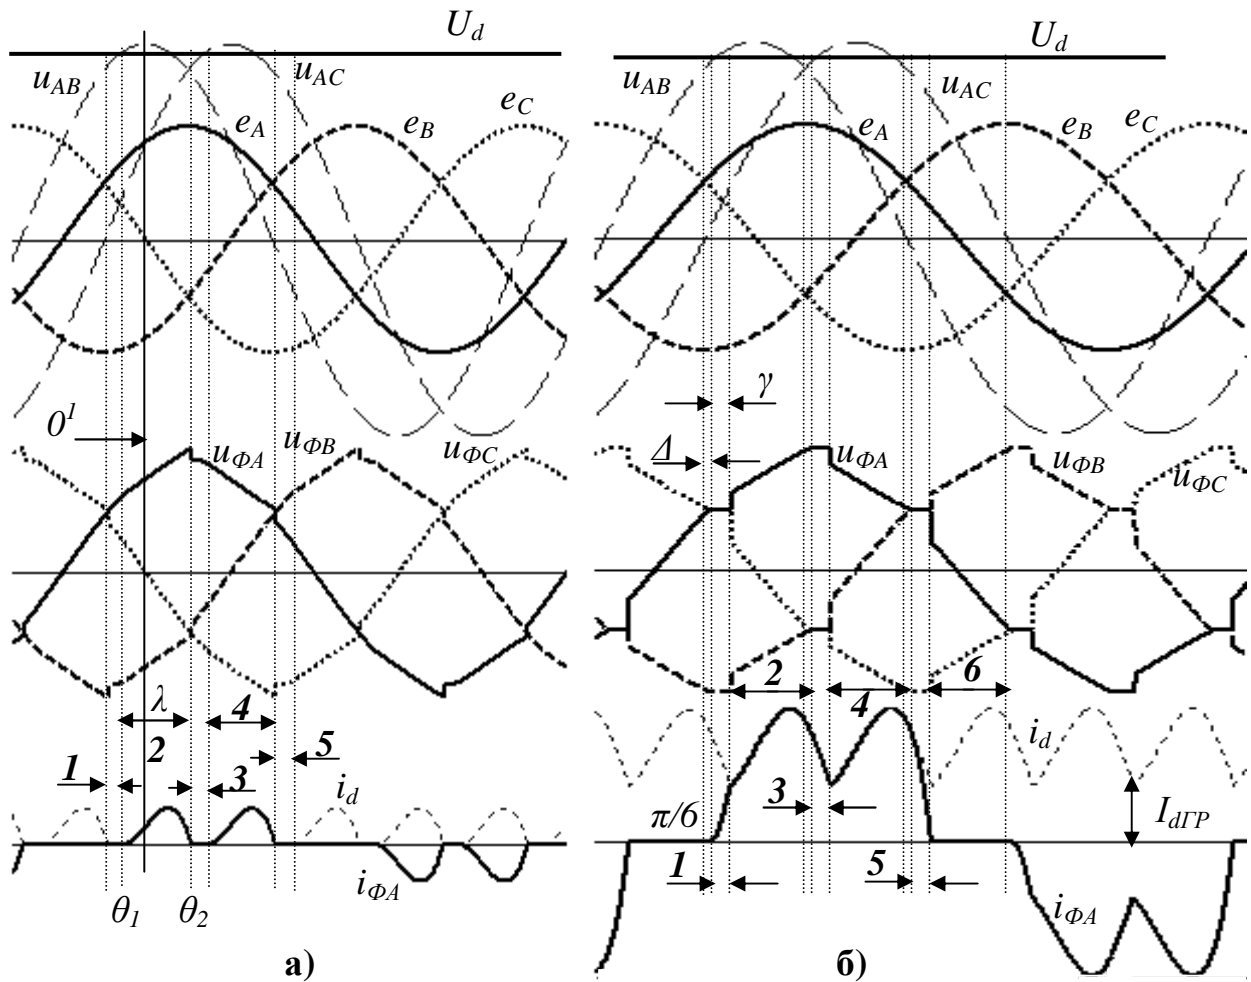 U_d
u_AB
u_AC
e_A
e_B
e_C
0^1
u_ФA
u_ФB
u_ФC
λ
4
1
2
3
5
i_d
i_ФA
θ_1
θ_2
а)
U_d
u_AB
u_AC
e_A
e_B
e_C
γ
Δ
u_ФA
u_ФB
u_ФC
2
4
6
i_d
3
π/6
I_dГР
1
5
i_ФA
б)